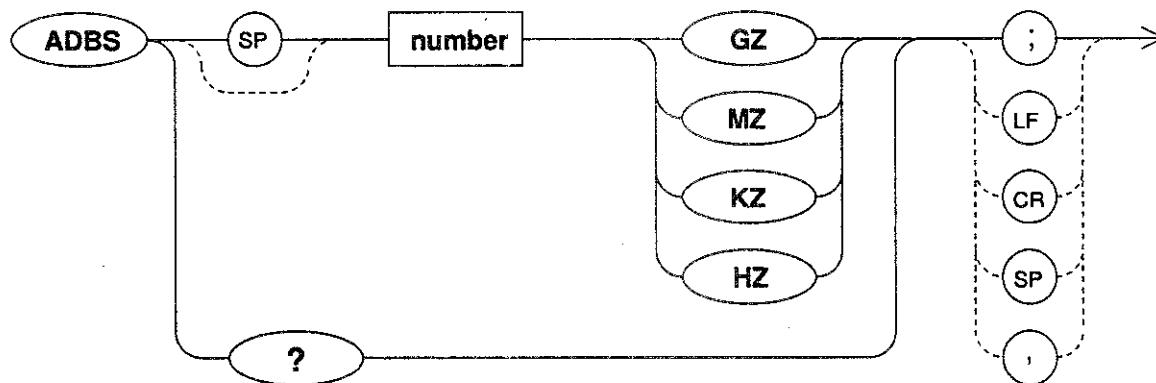 ADBS SP number GZ ;
MZ LF
KZ CR
HZ SP
? ,